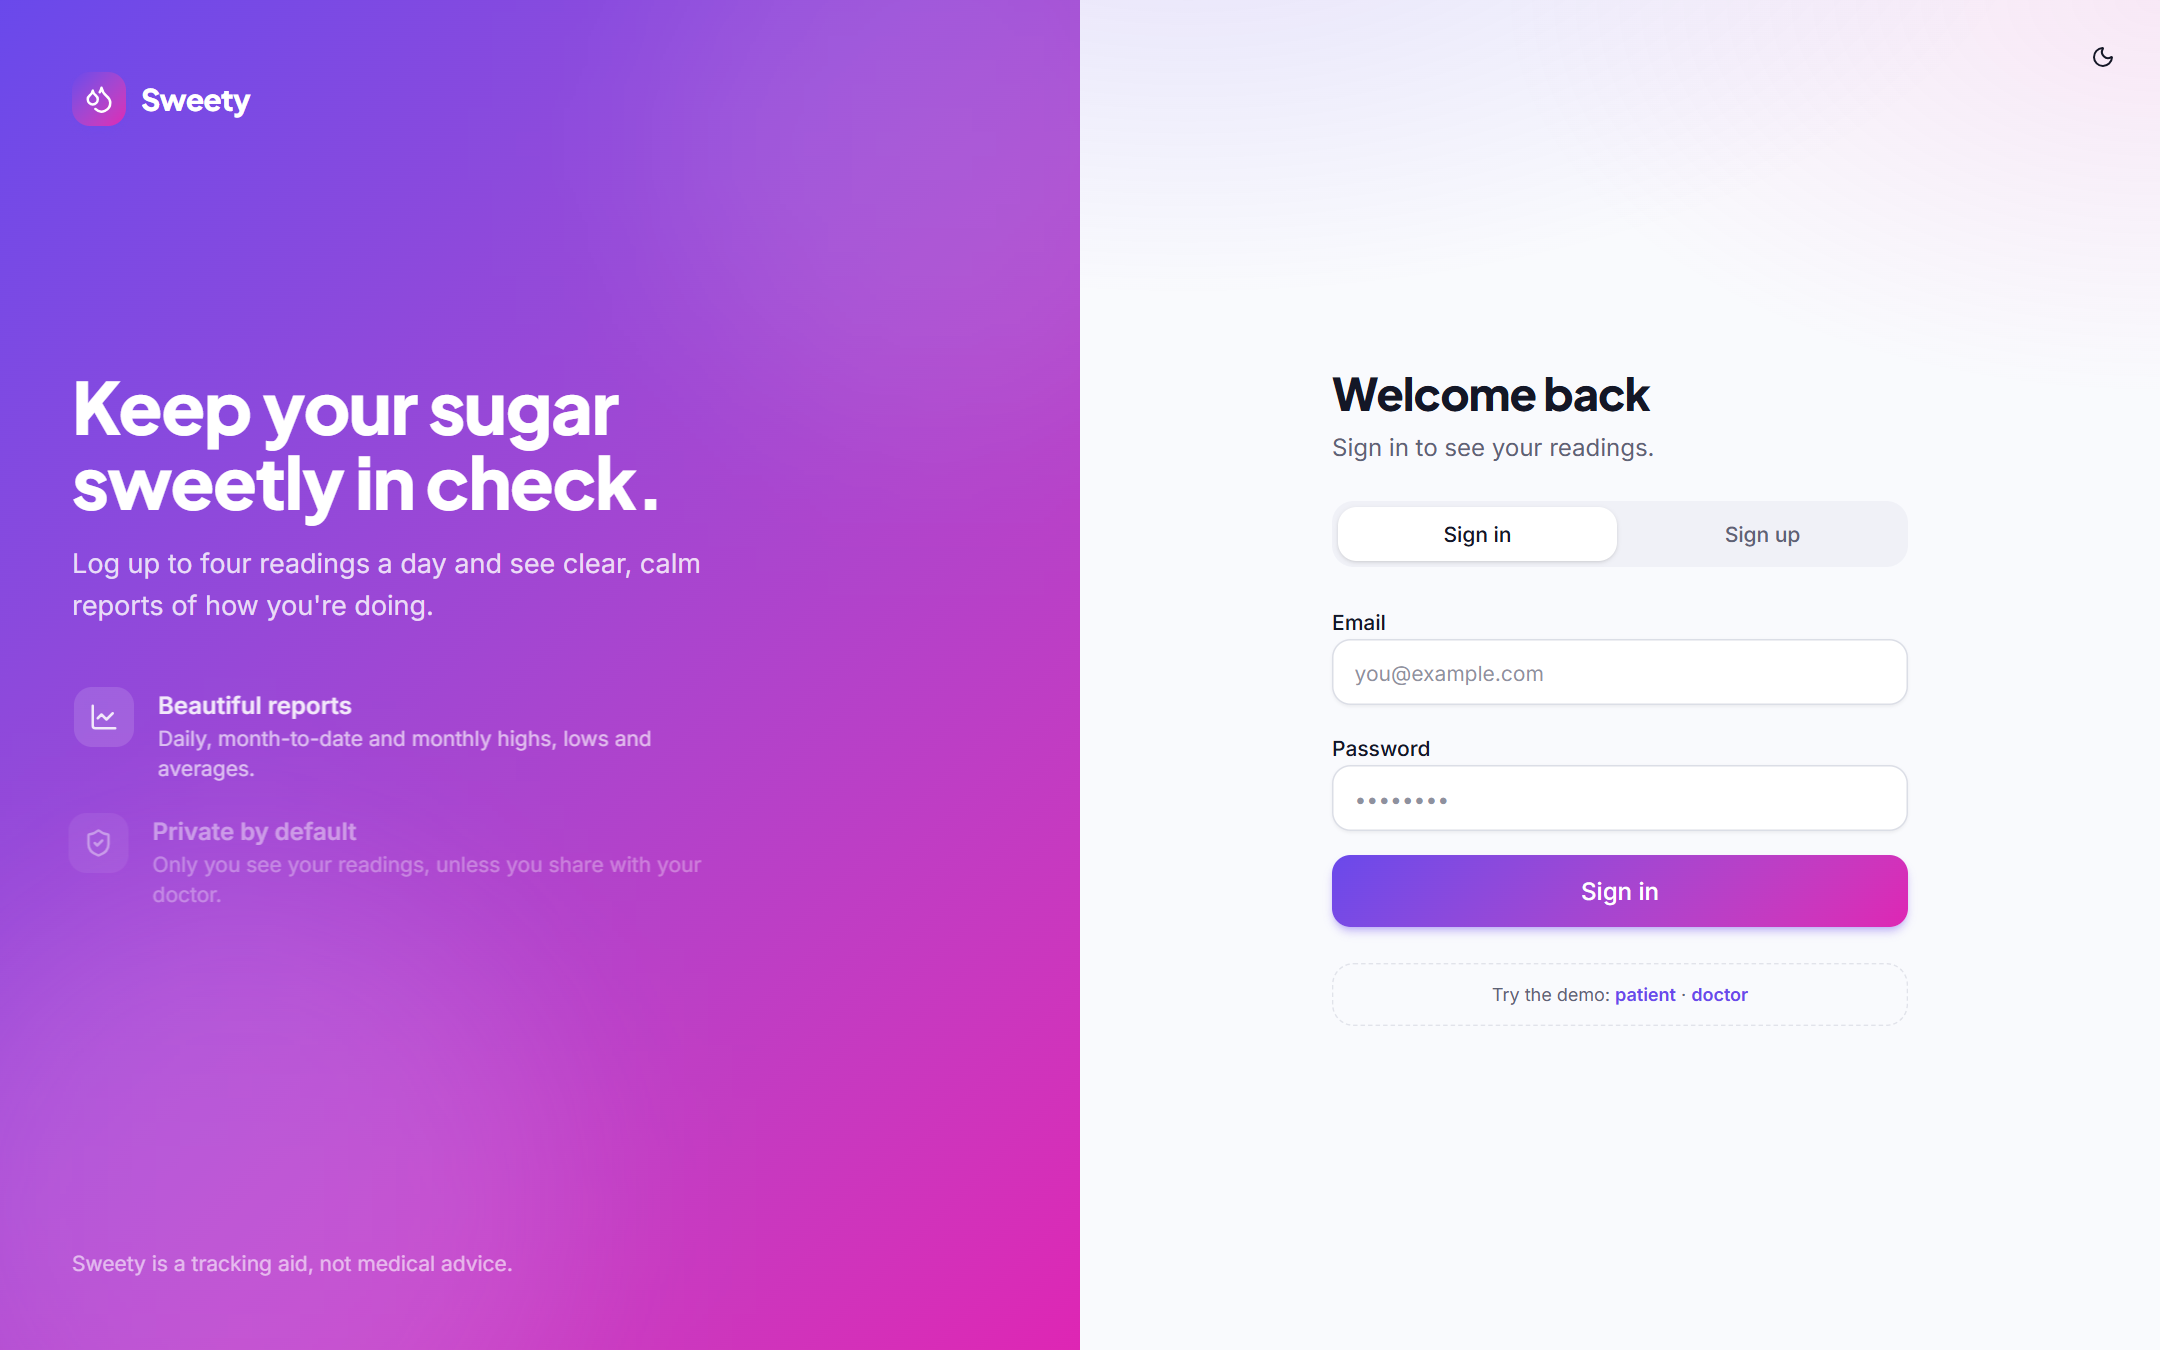 Sweety
Keep your sugar
sweetly in check.
Log up to four readings a day and see clear, calm
reports of how you're doing.
Beautiful reports
Daily, month-to-date and monthly highs, lows and
averages.
Private by default
Only you see your readings, unless you share with your
doctor.
Sweety is a tracking aid, not medical advice.
Welcome back
Sign in to see your readings.
Sign in
Sign up
Email
you@example.com
Password
••••••••
Sign in
Try the demo: patient · doctor